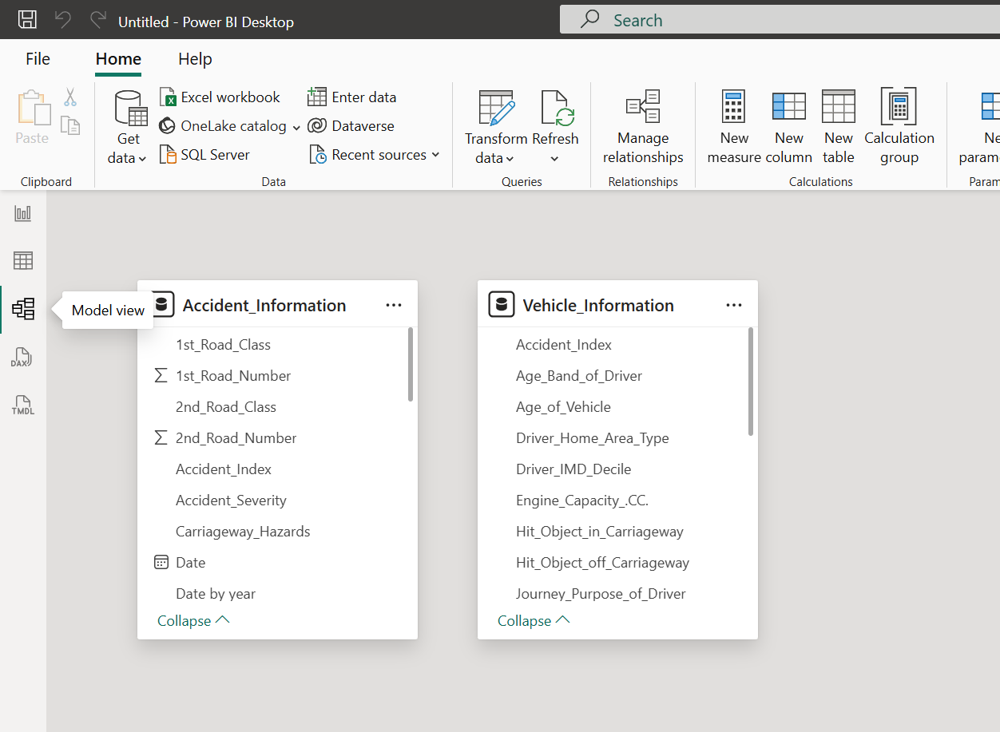 Untitled - Power BI Desktop
Search
File
Home
Help
Paste
Clipboard
Get
data
Excel workbook
OneLake catalog
SQL Server
Enter data
Dataverse
Recent sources
Data
Transform
data
Refresh
Queries
Manage
relationships
Relationships
New
measure
New
column
New
table
Calculation
group
Calculations
Ne
param
Param
DAX
TMDL
Model view
Accident_Information
1st_Road_Class
1st_Road_Number
2nd_Road_Class
2nd_Road_Number
Accident_Index
Accident_Severity
Carriageway_Hazards
Date
Date by year
Collapse
Vehicle_Information
Accident_Index
Age_Band_of_Driver
Age_of_Vehicle
Driver_Home_Area_Type
Driver_IMD_Decile
Engine_Capacity_.CC.
Hit_Object_in_Carriageway
Hit_Object_off_Carriageway
Journey_Purpose_of_Driver
Collapse